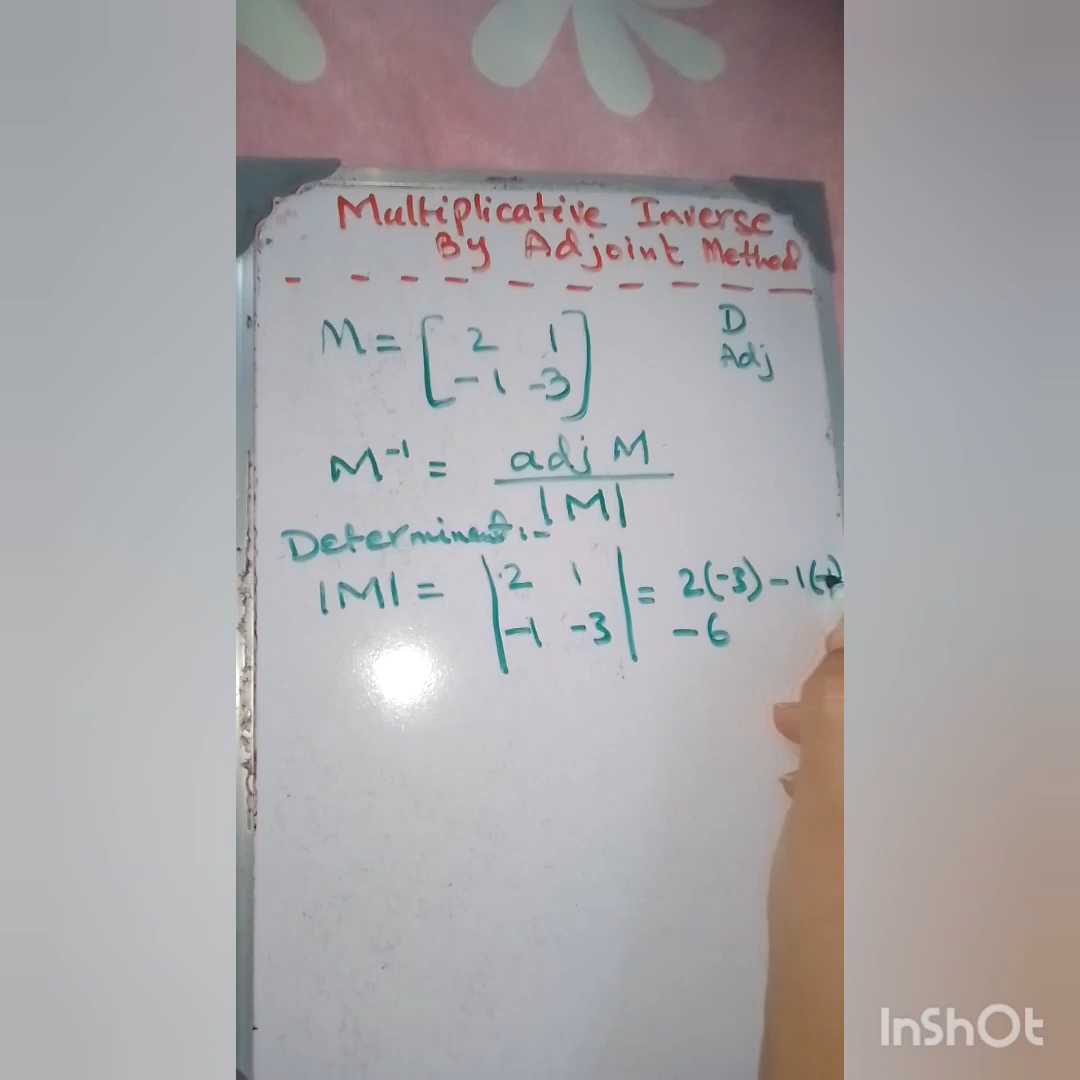 Multiplicative Inverse
By Adjoint Method
M = [ 2 1
-1 -3 ]
D
Adj
M⁻¹ = adj M
|M|
Determinent:-
|M| = | 2 1
-1 -3 | = 2(-3)-1(-1
-6
InShOt